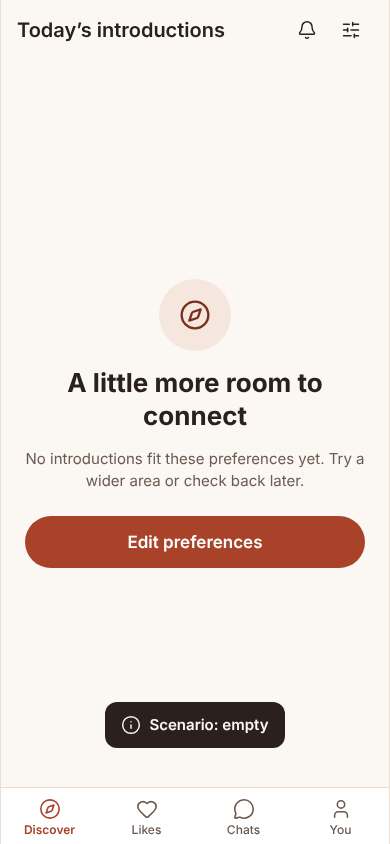 Today’s introductions
A little more room to
connect
No introductions fit these preferences yet. Try a
wider area or check back later.
Edit preferences
Scenario: empty
Discover
Likes
Chats
You